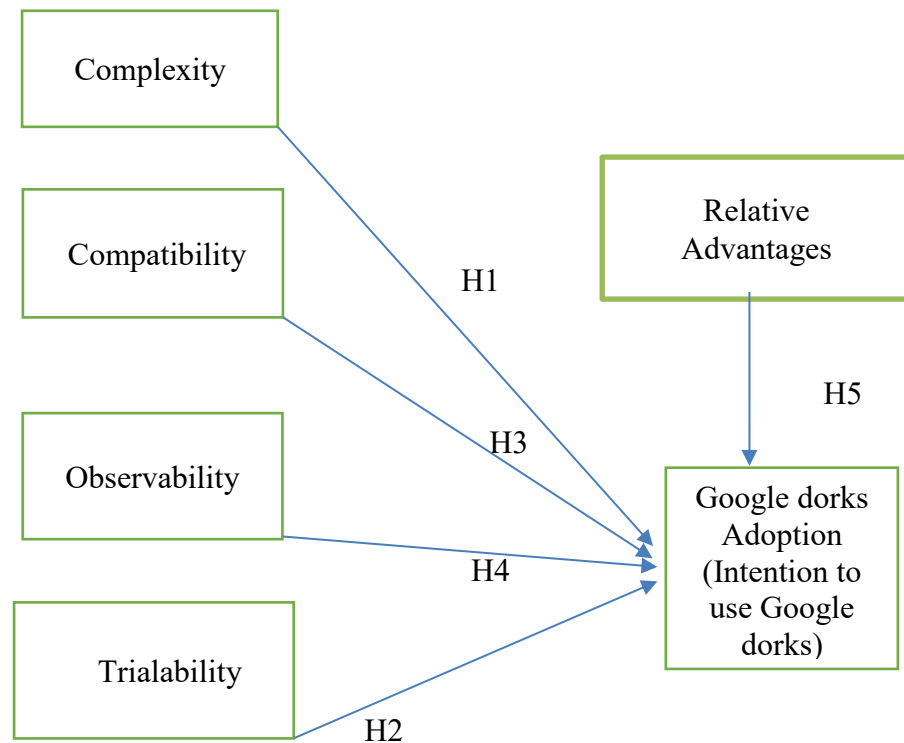 Complexity
Relative
Advantages
Compatibility
H1
H5
H3
Observability
Google dorks
Adoption
(Intention to
use Google
dorks)
H4
Trialability
H2